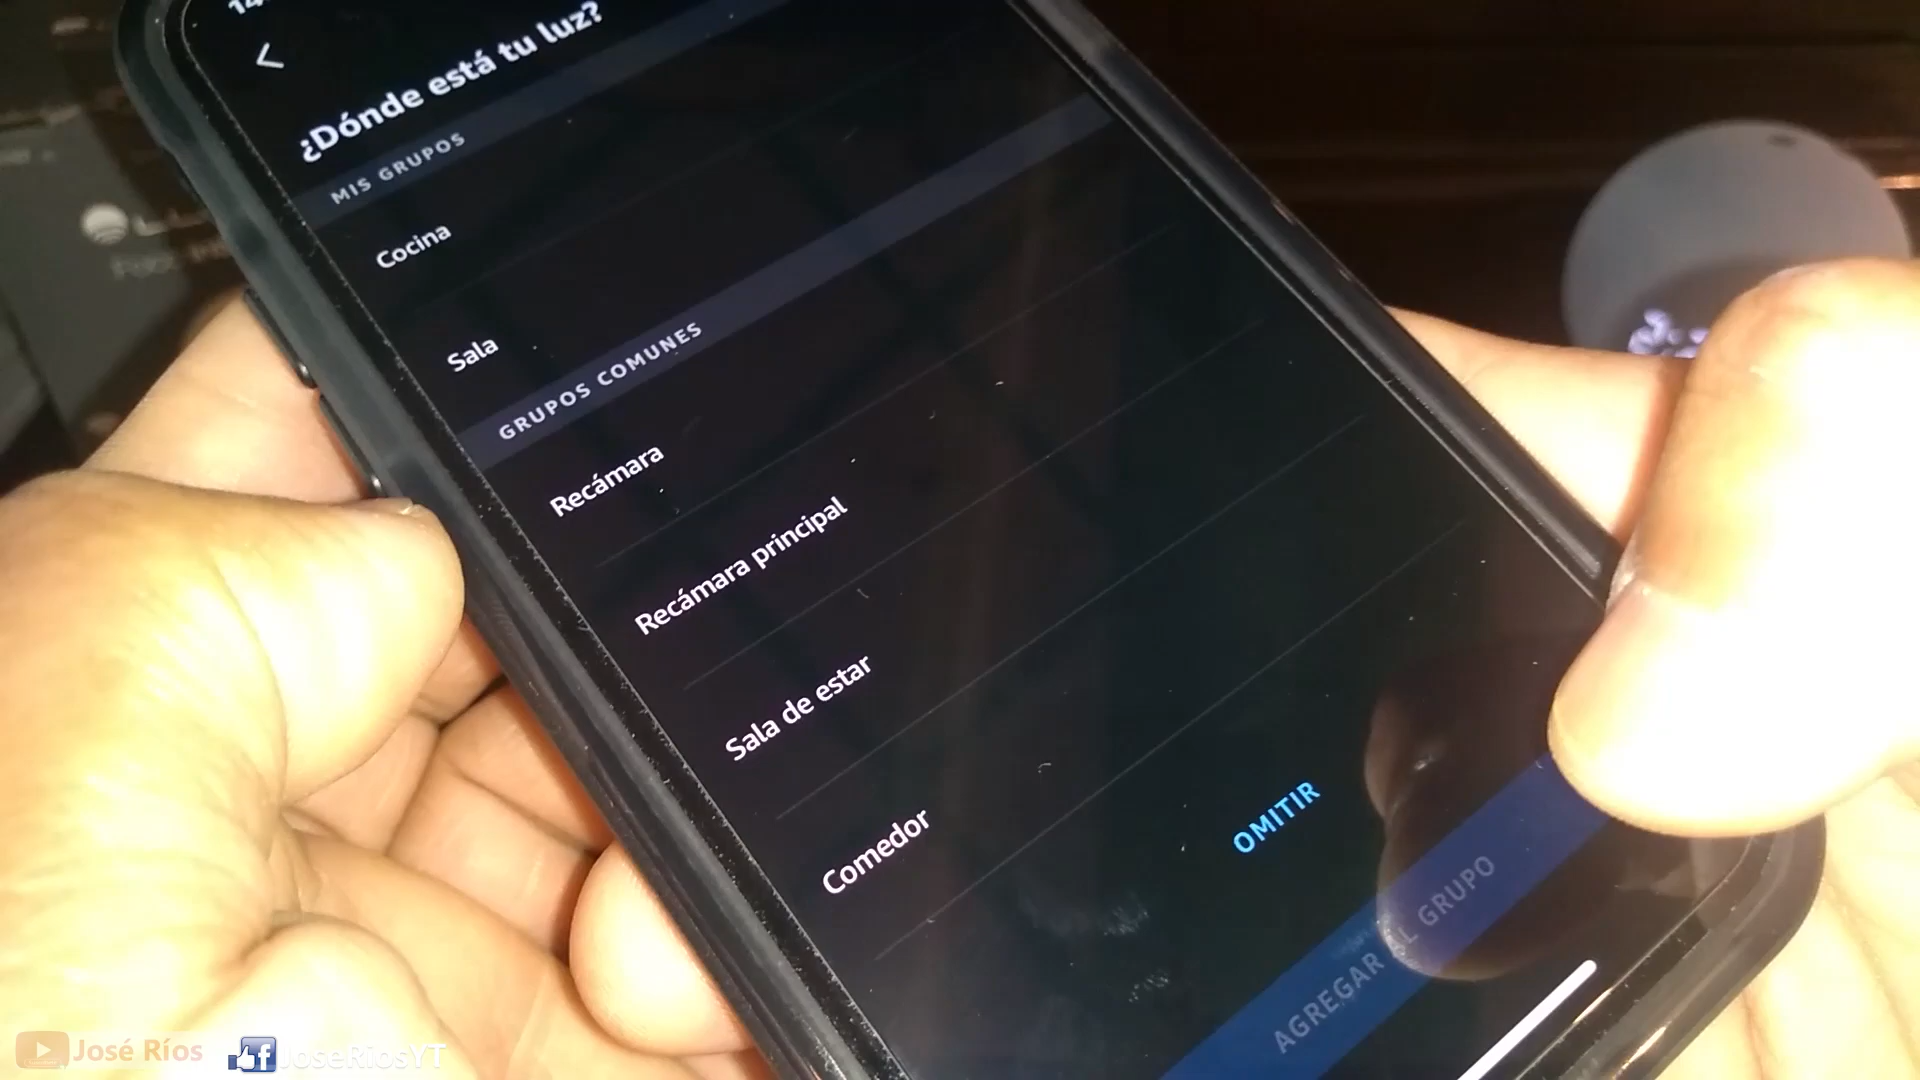 ¿Dónde está tu luz?
MIS GRUPOS
Cocina
Sala
GRUPOS COMUNES
Recámara
Recámara principal
Sala de estar
Comedor
OMITIR
AGREGAR AL GRUPO
José Ríos
JoseRiosYT